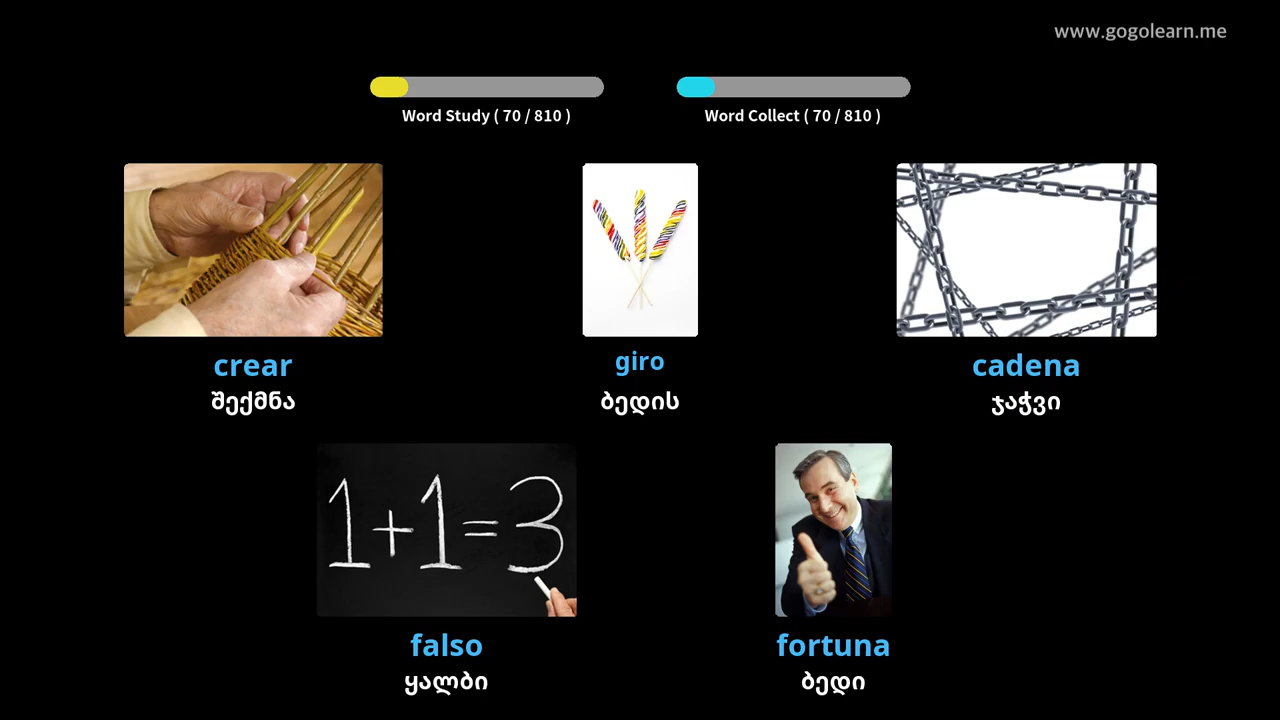 www.gogolearn.me
Word Study ( 70 / 810 )
Word Collect ( 70 / 810 )
crear
შექმნა
giro
ბედის
cadena
ჯაჭვი
1+1=3
falso
ყალბი
fortuna
ბედი